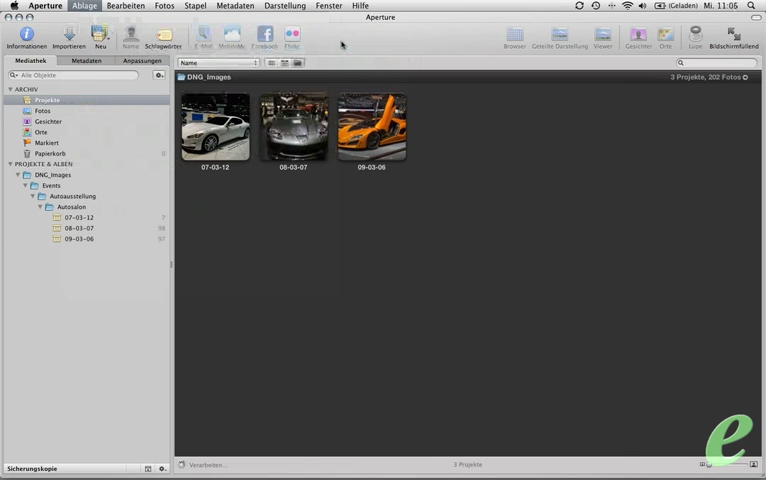 Aperture Ablage Bearbeiten Fotos Stapel Metadaten Darstellung Fenster Hilfe (Geladen) Mi. 11:05
Aperture
Informationen Importieren Neu Name Schlagwörter E-Mail MobileMe Facebook Flickr Browser Geteilte Darstellung Viewer Gesichter Orte Lupe Bildschirmfüllend
Mediathek Metadaten Anpassungen Name
Alle Objekte
DNG_Images 3 Projekte, 202 Fotos
ARCHIV
Projekte
Fotos
Gesichter
Orte
Markiert
Papierkorb 0
PROJEKTE & ALBEN
DNG_Images
Events
Autoausstellung
Autosalon
07-03-12 7
08-03-07 98
09-03-06 97
07-03-12 08-03-07 09-03-06
Sicherungskopie
Verarbeiten... 3 Projekte
e